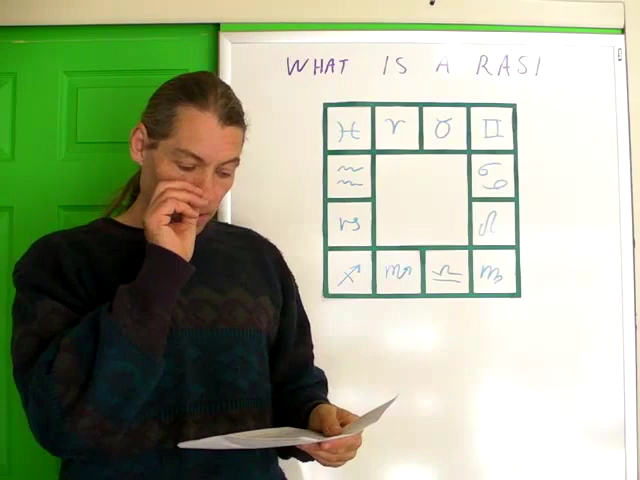 WHAT IS A RASI
♓ ♈ ♉ ♊
♒ ♋
♑ ♌
♐ ♏ ♎ ♍